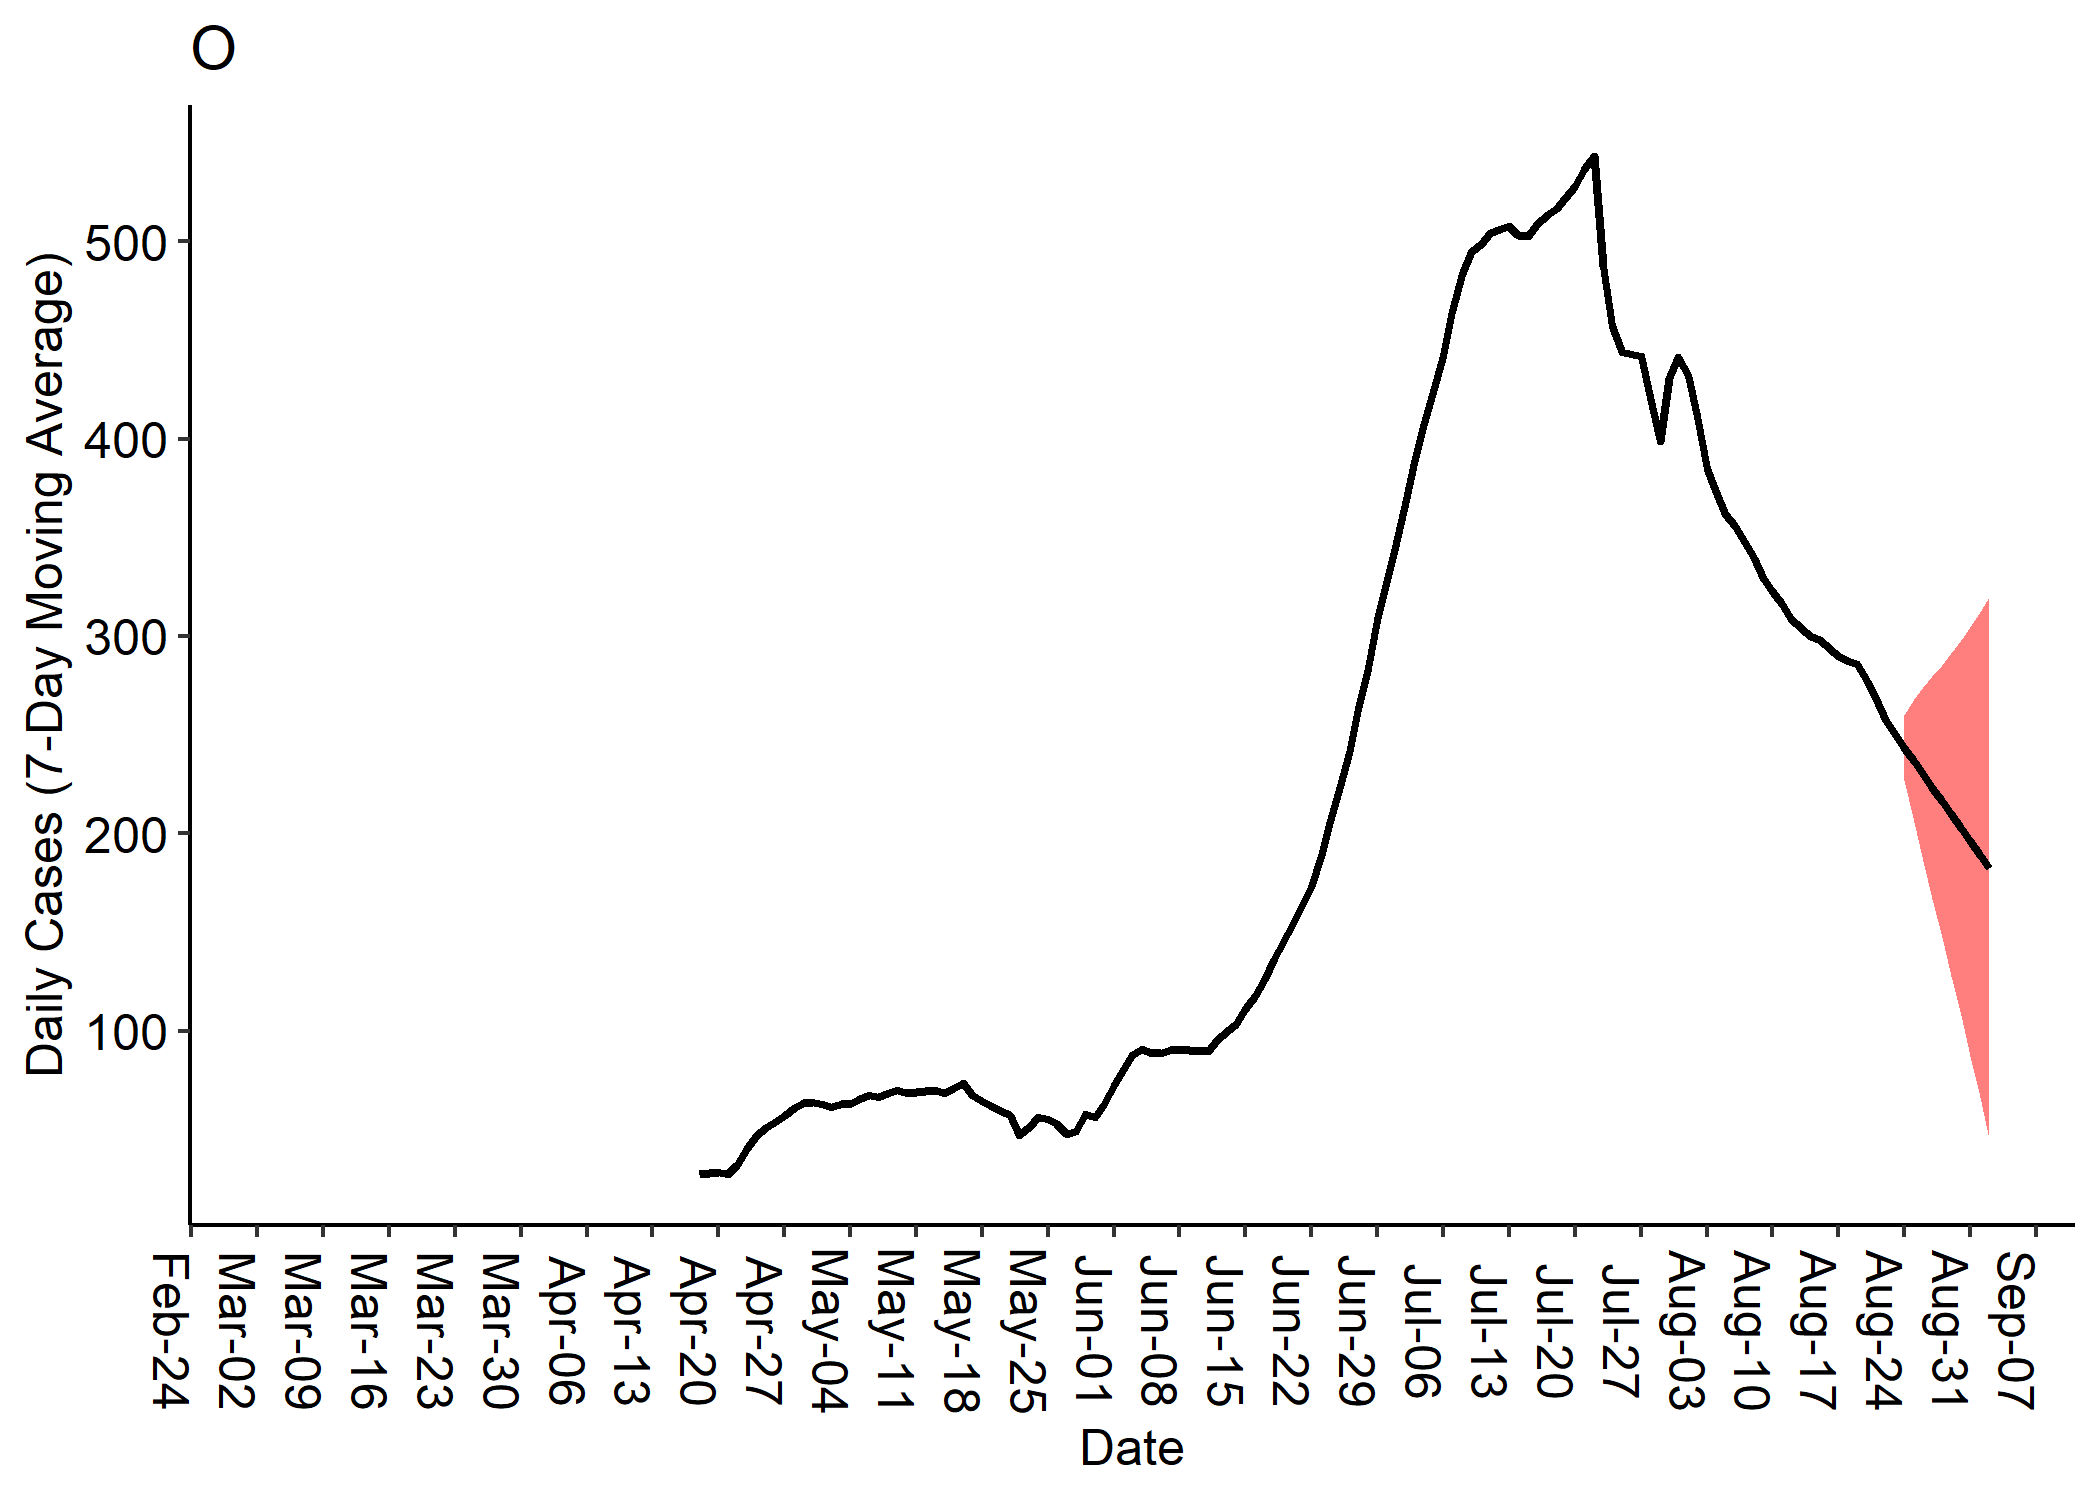 O
Daily Cases (7-Day Moving Average)
500
400
300
200
100
Feb-24
Mar-02
Mar-09
Mar-16
Mar-23
Mar-30
Apr-06
Apr-13
Apr-20
Apr-27
May-04
May-11
May-18
May-25
Jun-01
Jun-08
Jun-15
Jun-22
Jun-29
Jul-06
Jul-13
Jul-20
Jul-27
Aug-03
Aug-10
Aug-17
Aug-24
Aug-31
Sep-07
Date